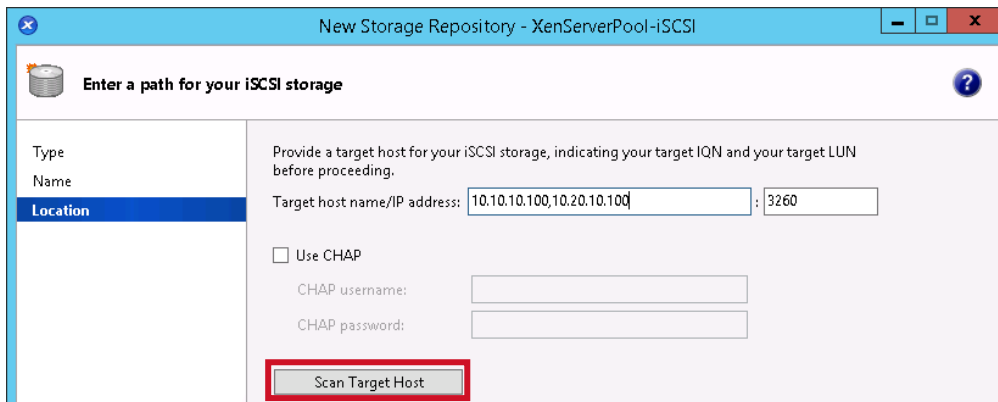 New Storage Repository - XenServerPool-iSCSI
Enter a path for your iSCSI storage
?
Type
Name
Location
Provide a target host for your iSCSI storage, indicating your target IQN and your target LUN
before proceeding.
Target host name/IP address: 10.10.10.100,10.20.10.100 : 3260
Use CHAP
CHAP username:
CHAP password:
Scan Target Host